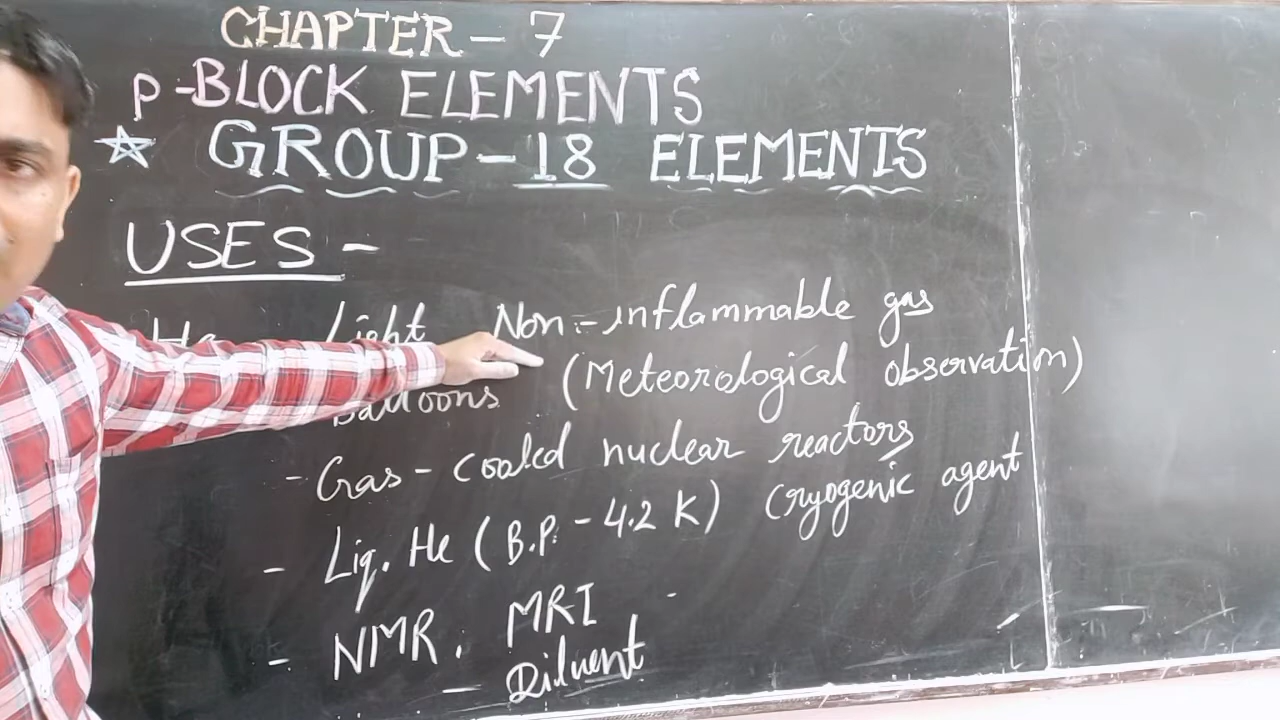 CHAPTER - 7
p-BLOCK ELEMENTS
☆ GROUP-18 ELEMENTS
USES -
He Light Non-inflammable gas
Balloons (Meteorological observation)
- Gas-cooled nuclear reactors
- Liq. He (B.P. - 4.2 K) Cryogenic agent
- NMR. MRI -
- Diluent